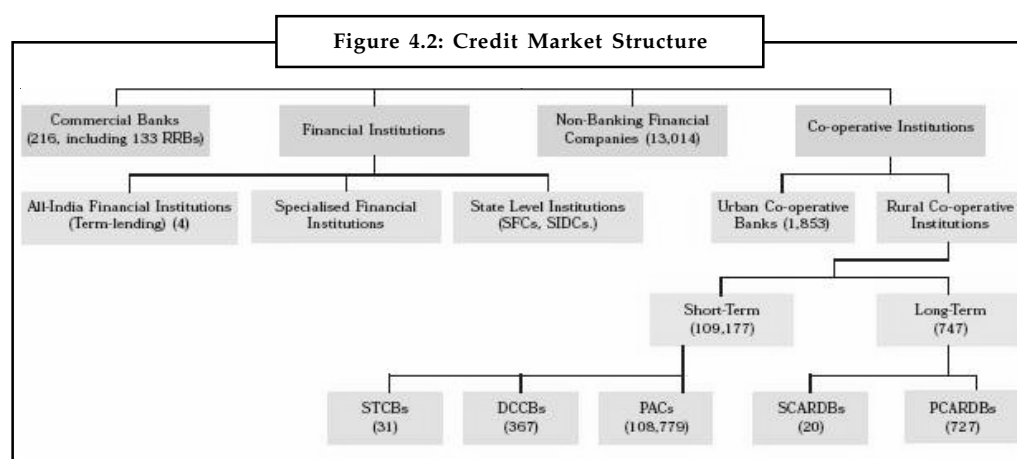 Figure 4.2: Credit Market Structure
Commercial Banks
(216, including 133 RRBs)
Financial Institutions
Non-Banking Financial
Companies (13,014)
Co-operative Institutions
All-India Financial Institutions
(Term-lending) (4)
Specialised Financial
Institutions
State Level Institutions
(SFCs, SIDCs.)
Urban Co-operative
Banks (1,853)
Rural Co-operative
Institutions
Short-Term
(109,177)
Long-Term
(747)
STCBs
(31)
DCCBs
(367)
PACs
(108,779)
SCARDBs
(20)
PCARDBs
(727)